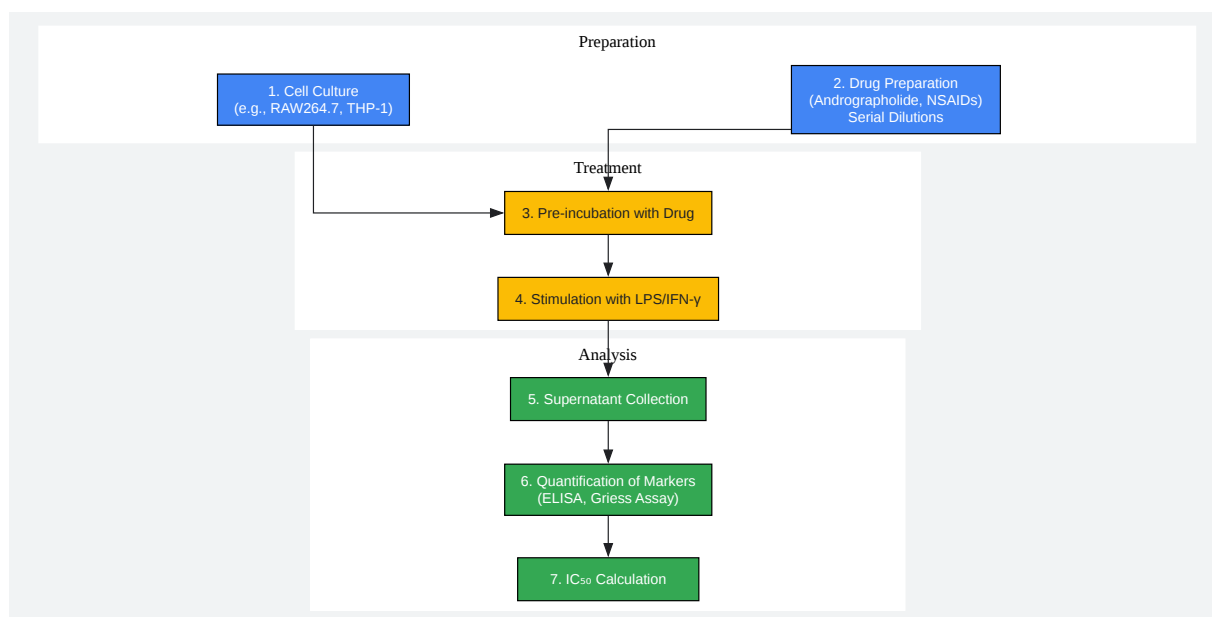 Preparation
1. Cell Culture
(e.g., RAW264.7, THP-1)
2. Drug Preparation
(Andrographolide, NSAIDs)
Serial Dilutions
Treatment
3. Pre-incubation with Drug
4. Stimulation with LPS/IFN-γ
Analysis
5. Supernatant Collection
6. Quantification of Markers
(ELISA, Griess Assay)
7. IC₅₀ Calculation